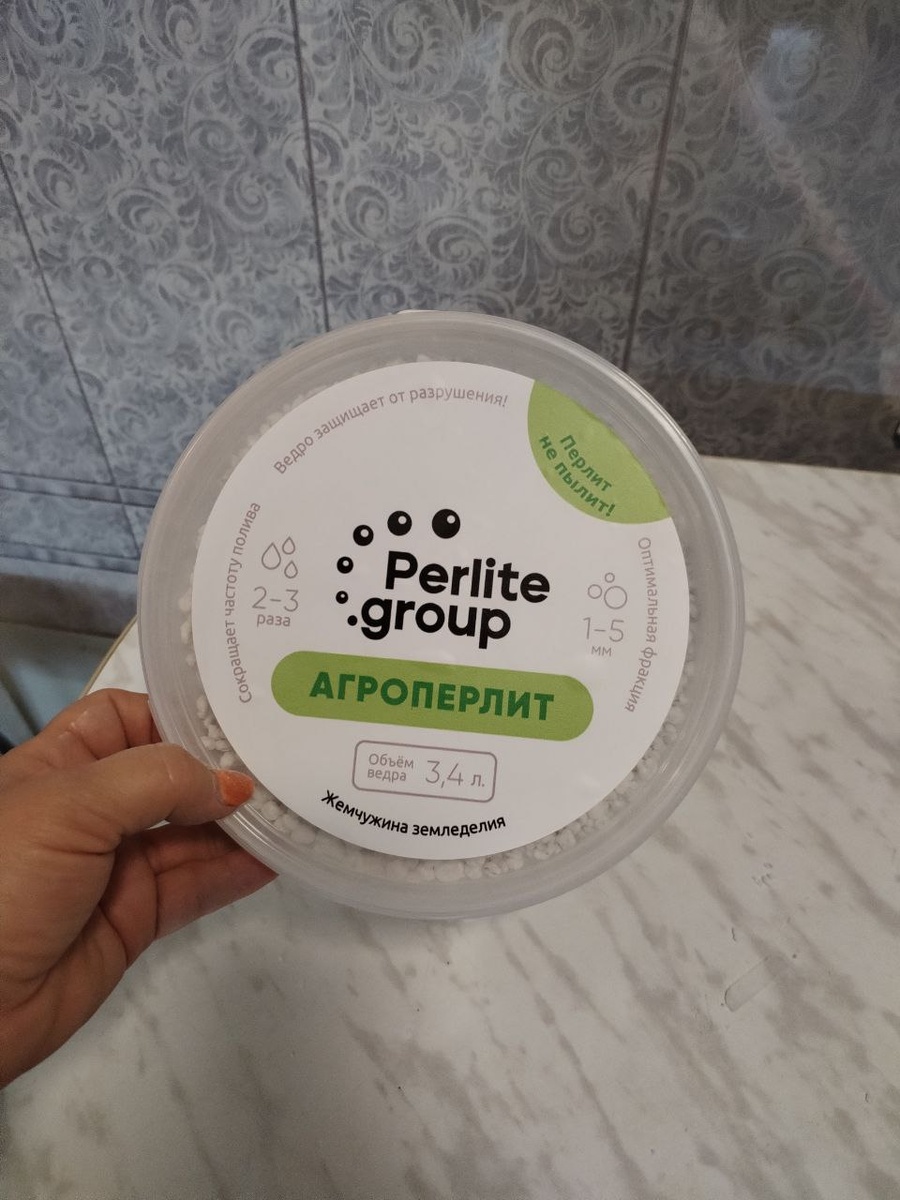 Ведро защищает от разрушения!
Перлит
не пылит!
Сокращает частоту полива
2-3
раза
Perlite
.group
Оптимальная фракция
1-5
мм
АГРОПЕРЛИТ
Объём
ведра
3,4 л.
Жемчужина земледелия